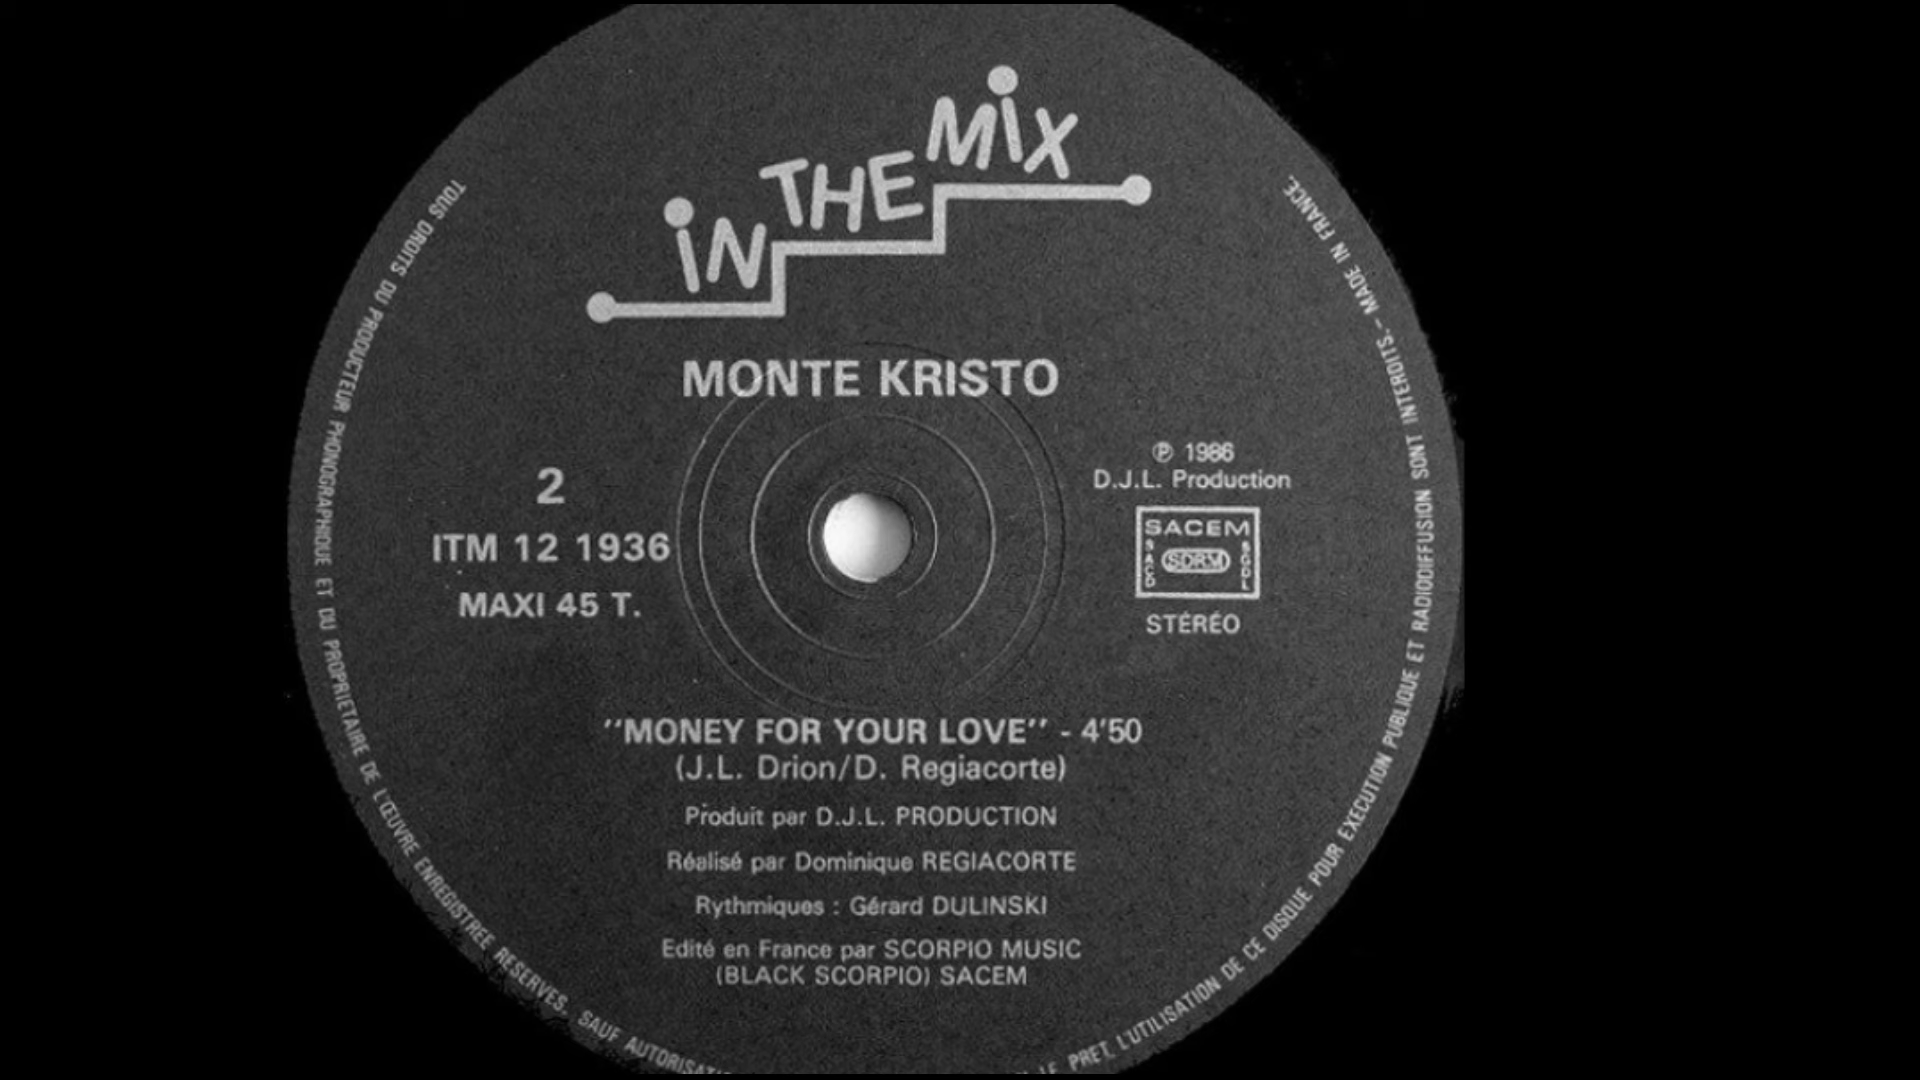 iN THE MiX
MONTE KRISTO
2
ITM 12 1936
MAXI 45 T.
℗ 1986
D.J.L. Production
SACEM
SACD SDRM SGDL
STÉRÉO
''MONEY FOR YOUR LOVE'' - 4'50
(J.L. Drion/D. Regiacorte)
Produit par D.J.L. PRODUCTION
Réalisé par Dominique REGIACORTE
Rythmiques : Gérard DULINSKI
Edité en France par SCORPIO MUSIC
(BLACK SCORPIO) SACEM
TOUS DROITS DU PRODUCTEUR PHONOGRAPHIQUE ET DU PROPRIETAIRE DE L'ŒUVRE ENREGISTREE RESERVES. SAUF
LE PRET, L'UTILISATION DE CE DISQUE POUR EXECUTION PUBLIQUE ET RADIODIFFUSION SONT INTERDITS. - MADE IN FRANCE.